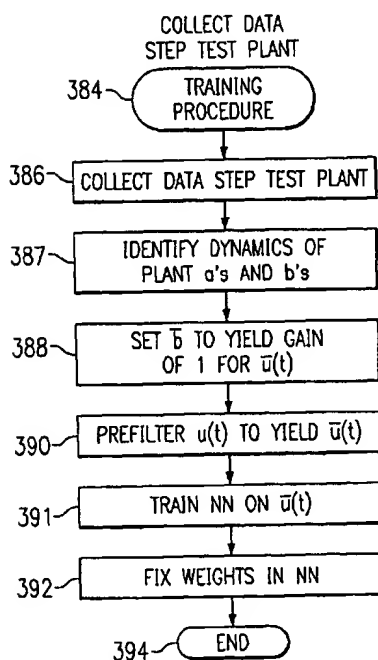 COLLECT DATA
STEP TEST PLANT
384
TRAINING
PROCEDURE
386
COLLECT DATA STEP TEST PLANT
387
IDENTIFY DYNAMICS OF
PLANT a's AND b's
388
SET b̅ TO YIELD GAIN
OF 1 FOR u̅(t)
390
PREFILTER u(t) TO YIELD u̅(t)
391
TRAIN NN ON u̅(t)
392
FIX WEIGHTS IN NN
394
END